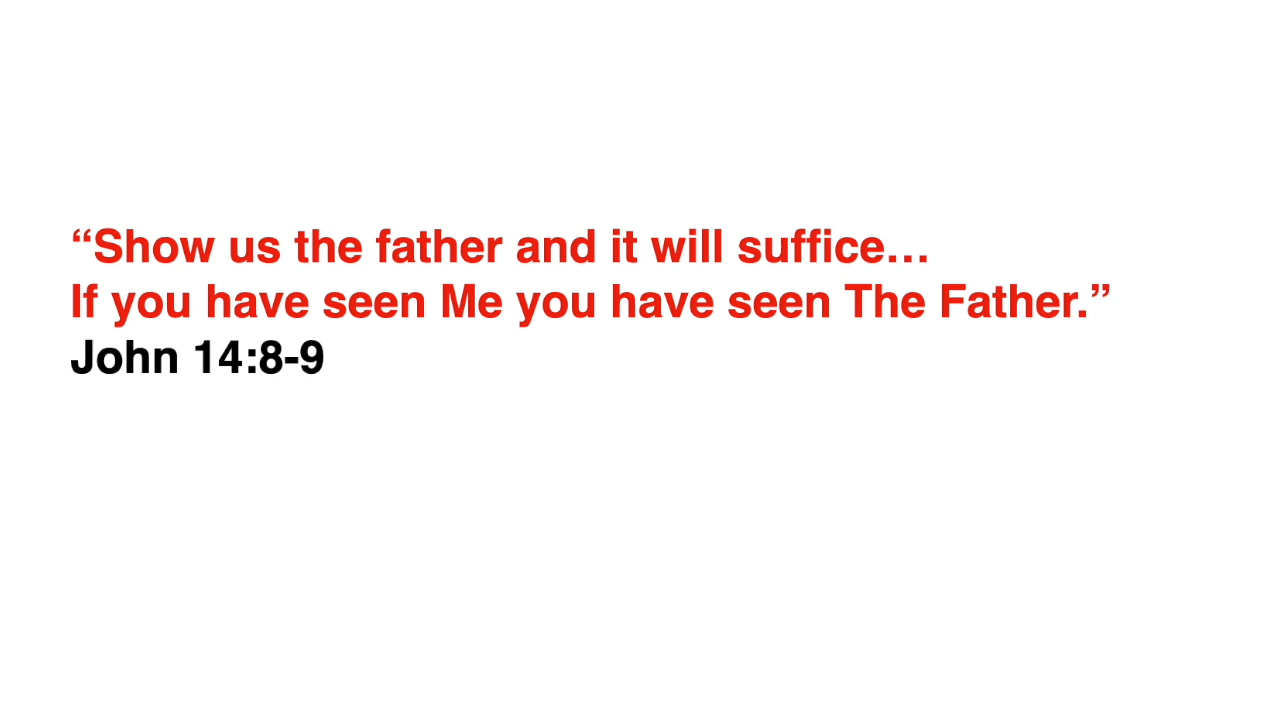 “Show us the father and it will suffice…
If you have seen Me you have seen The Father.”
John 14:8-9